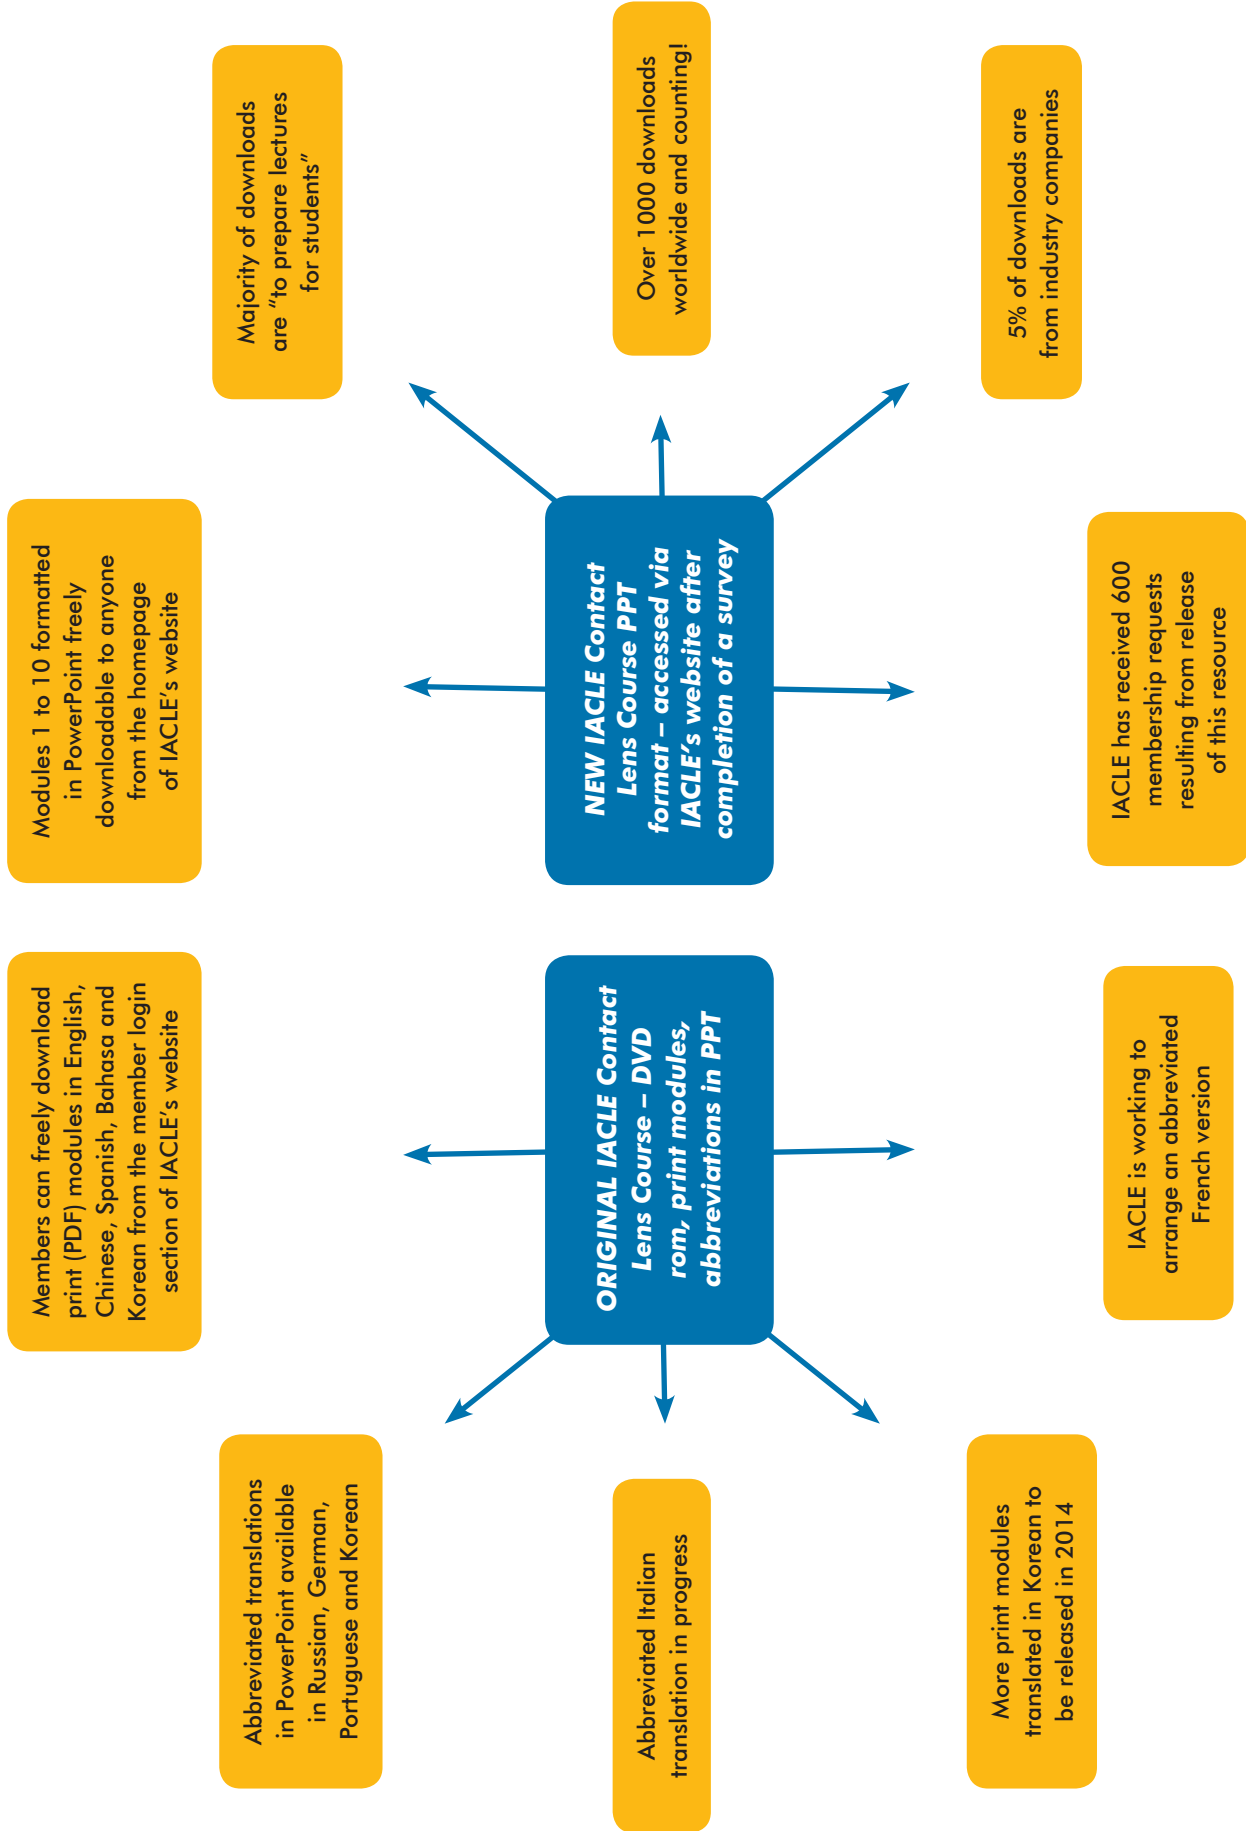 Members can freely download
print (PDF) modules in English,
Chinese, Spanish, Bahasa and
Korean from the member login
section of IACLE’s website
Modules 1 to 10 formatted
in PowerPoint freely
downloadable to anyone
from the homepage
of IACLE’s website
Abbreviated translations
in PowerPoint available
in Russian, German,
Portuguese and Korean
Majority of downloads
are “to prepare lectures
for students”
ORIGINAL IACLE Contact
Lens Course – DVD
rom, print modules,
abbreviations in PPT
NEW IACLE Contact
Lens Course PPT
format – accessed via
IACLE’s website after
completion of a survey
Abbreviated Italian
translation in progress
Over 1000 downloads
worldwide and counting!
More print modules
translated in Korean to
be released in 2014
5% of downloads are
from industry companies
IACLE is working to
arrange an abbreviated
French version
IACLE has received 600
membership requests
resulting from release
of this resource